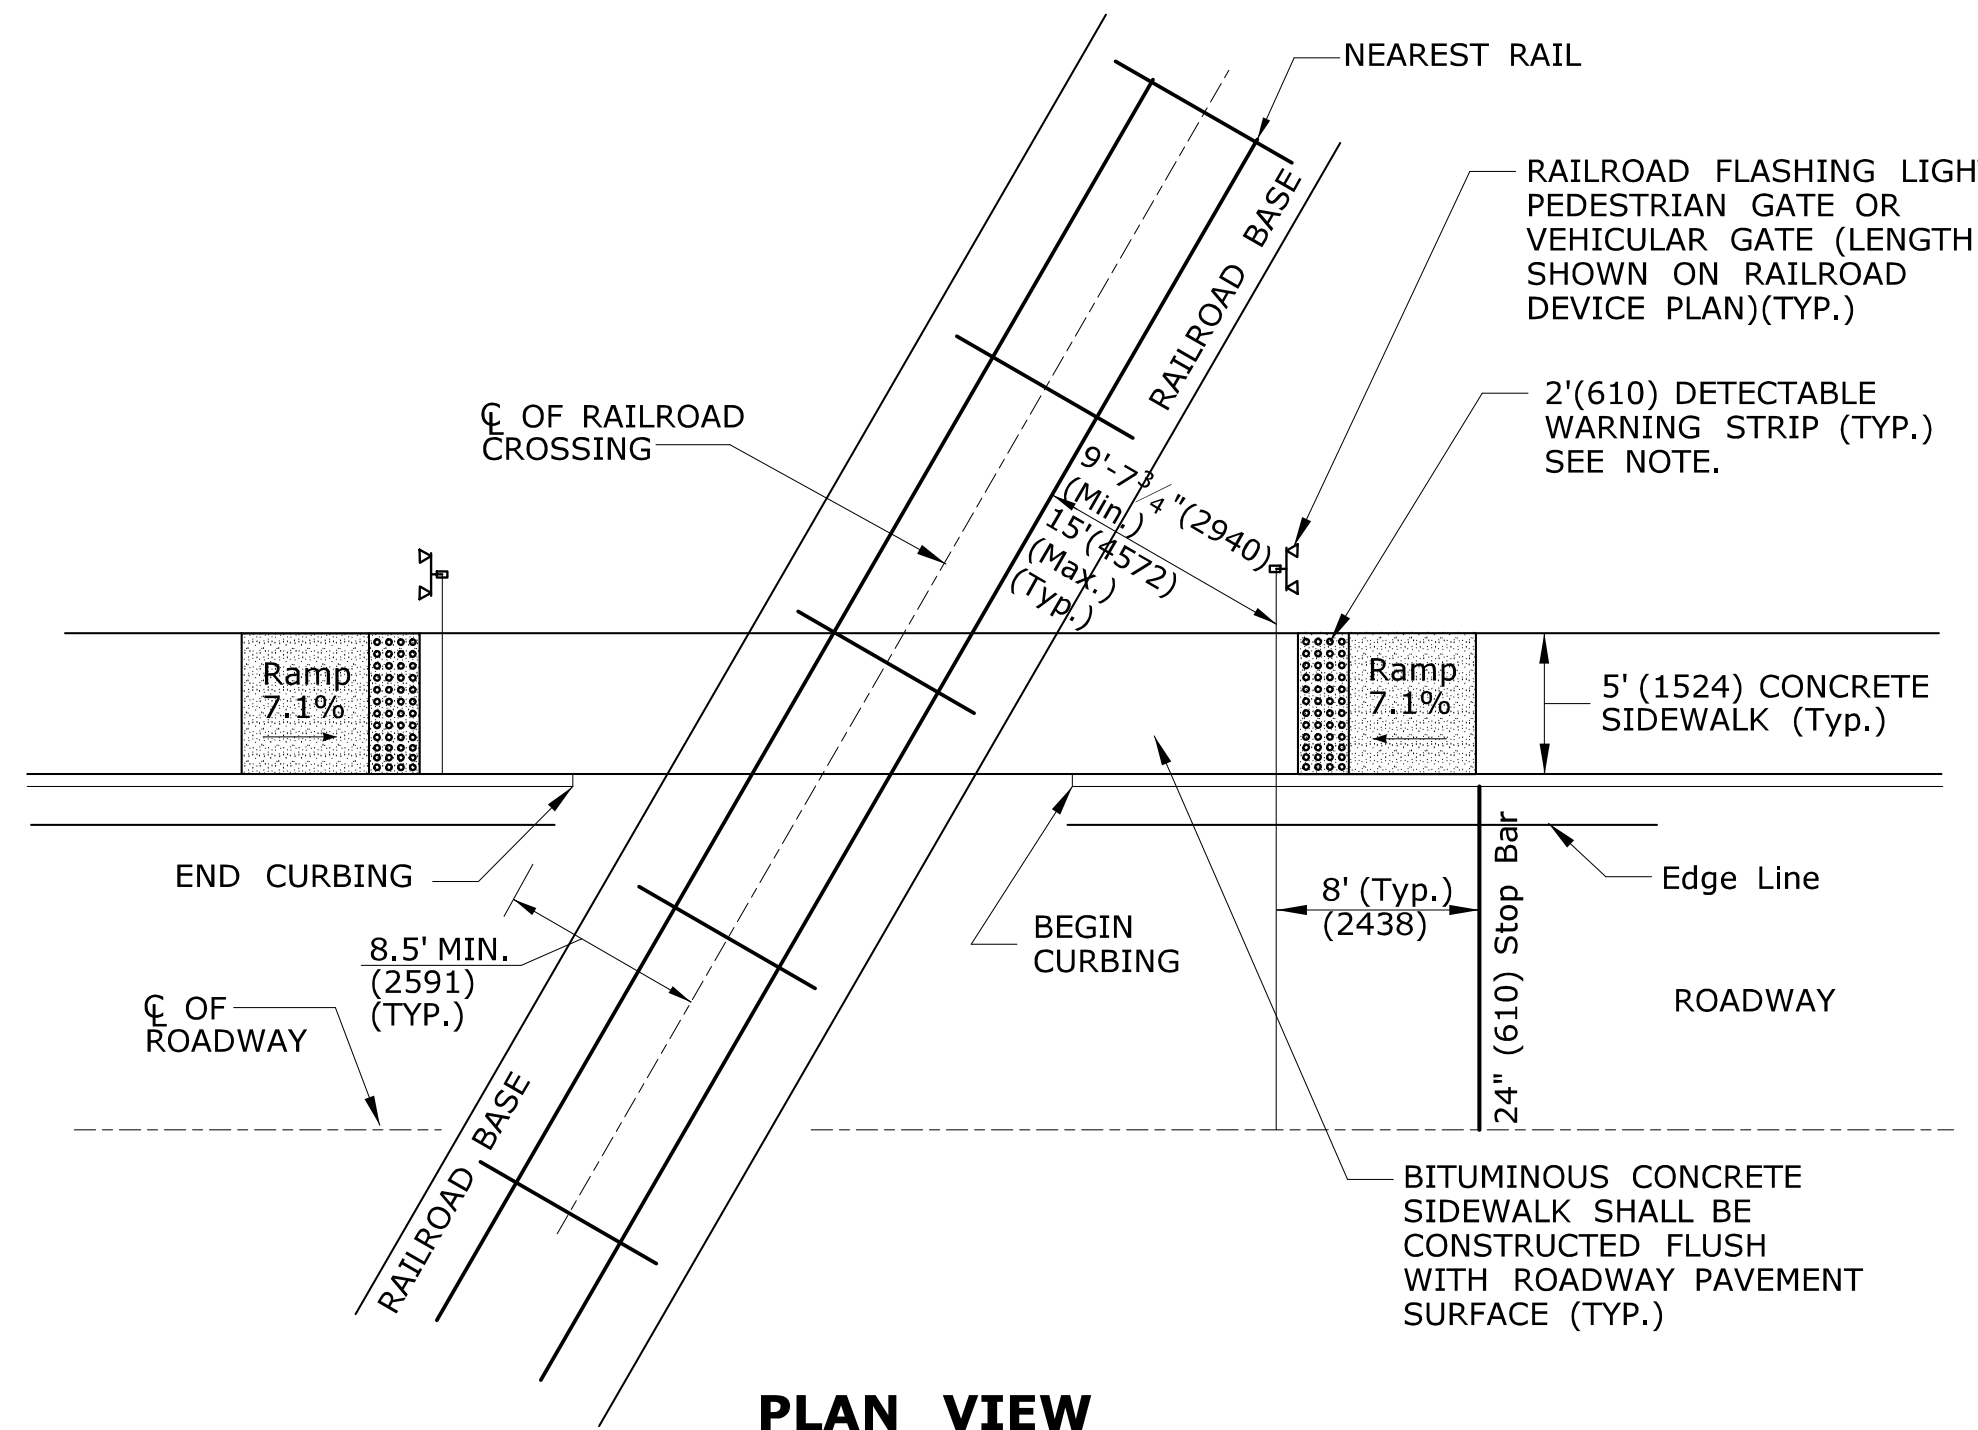 NEAREST RAIL
RAILROAD FLASHING LIGH
PEDESTRIAN GATE OR
VEHICULAR GATE (LENGTH
SHOWN ON RAILROAD
DEVICE PLAN)(TYP.)
RAILROAD BASE
2'(610) DETECTABLE
WARNING STRIP (TYP.)
SEE NOTE.
℄ OF RAILROAD
CROSSING
9'-7 3/4"(2940)
(Min.)
15'(4572)
(Max.)
(Typ.)
Ramp
7.1%
Ramp
7.1%
5' (1524) CONCRETE
SIDEWALK (Typ.)
END CURBING
8.5' MIN.
(2591)
(TYP.)
BEGIN
CURBING
8' (Typ.)
(2438)
24" (610) Stop Bar
Edge Line
℄ OF
ROADWAY
ROADWAY
RAILROAD BASE
BITUMINOUS CONCRETE
SIDEWALK SHALL BE
CONSTRUCTED FLUSH
WITH ROADWAY PAVEMENT
SURFACE (TYP.)
PLAN VIEW